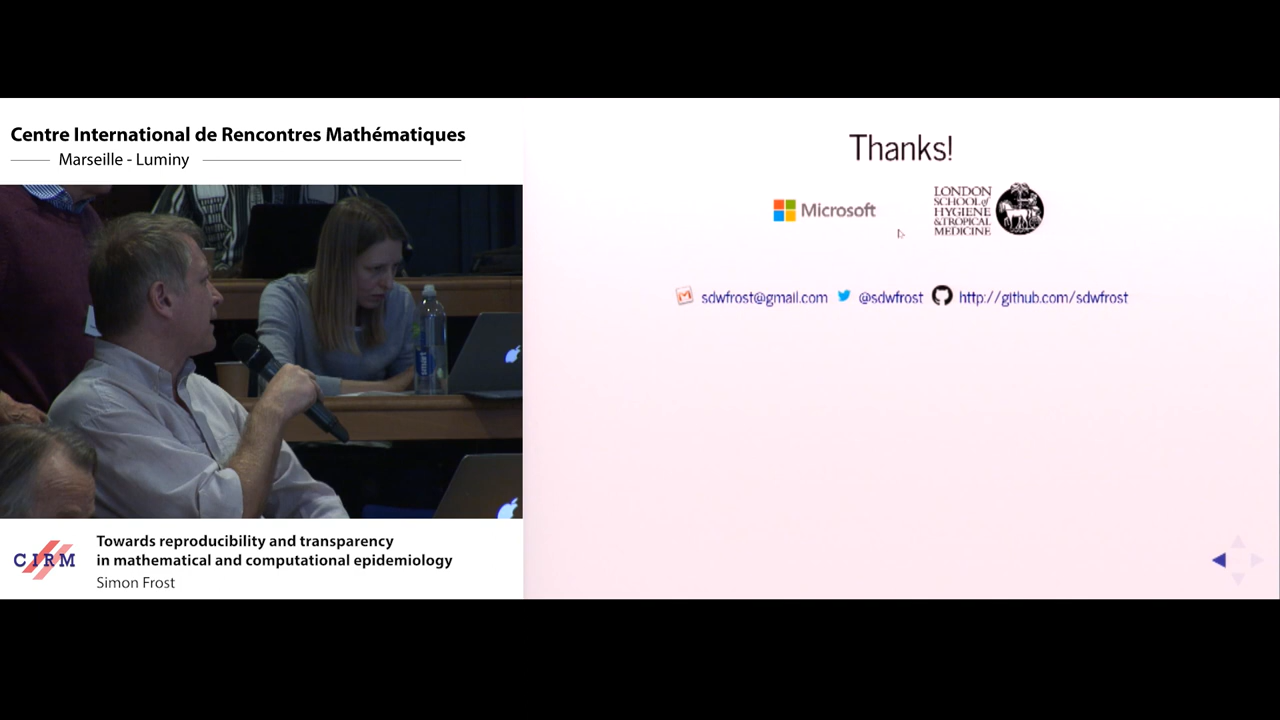 Centre International de Rencontres Mathématiques
Marseille - Luminy
Thanks!
Microsoft
LONDON
SCHOOL of
HYGIENE
& TROPICAL
MEDICINE
sdwfrost@gmail.com @sdwfrost http://github.com/sdwfrost
CIRM
Towards reproducibility and transparency
in mathematical and computational epidemiology
Simon Frost